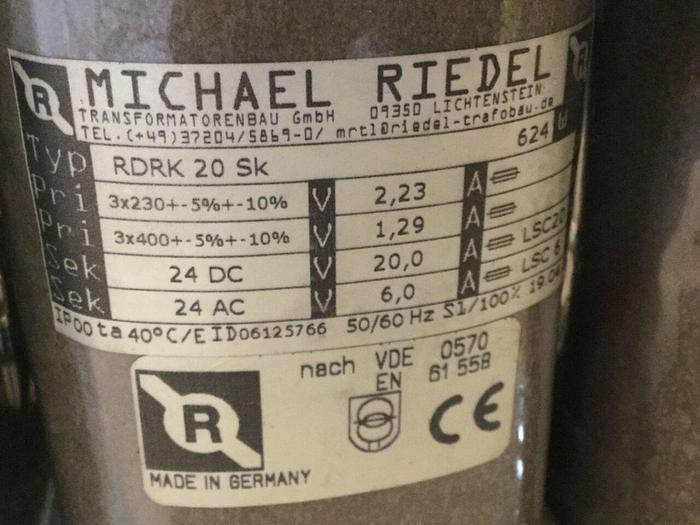 R MICHAEL RIEDEL R
TRANSFORMATORENBAU GmbH 09350 LICHTENSTEIN
TEL.(+49)37204/5869-0/ mrtl@riedel-trafobau.de
Typ RDRK 20 Sk 624
Pri 3x230+-5%+-10% V 2,23 A
Pri 3x400+-5%+-10% V 1,29 A
Sek 24 DC V 20,0 A LSC20
Sek 24 AC V 6,0 A LSC 6
IP00 ta 40°C/E ID06125766 50/60 Hz S1/100% 19.04
nach VDE 0570
EN 61 558
R
CE
MADE IN GERMANY